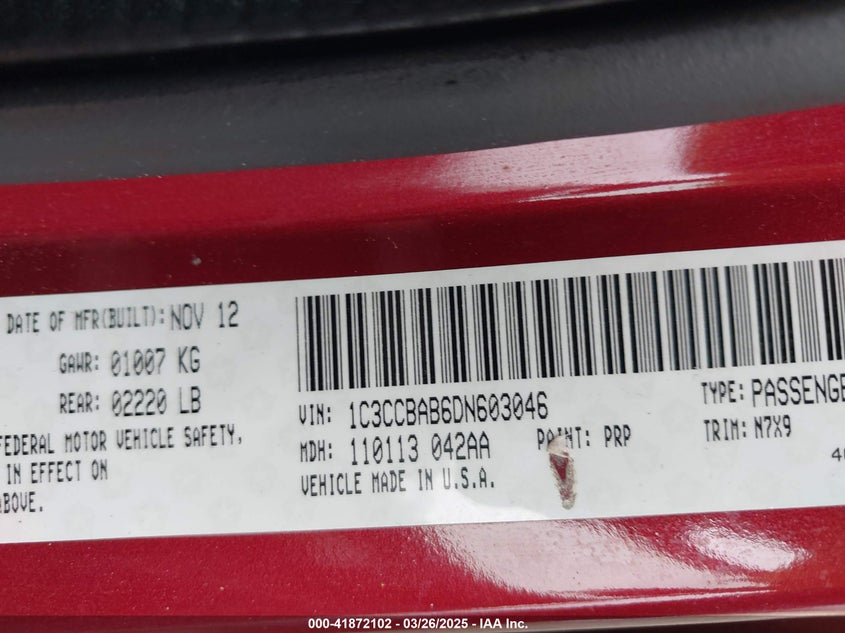 DATE OF MFR(BUILT): NOV 12
GAWR: 01007 KG
REAR: 02220 LB
FEDERAL MOTOR VEHICLE SAFETY,
IN EFFECT ON
ABOVE.
VIN: 1C3CCBAB6DN603046
TYPE: PASSENGE
MDH: 110113 042AA
PAINT: PRP
TRIM: N7X9
VEHICLE MADE IN U.S.A.
000-41872102 - 03/26/2025 - IAA Inc.